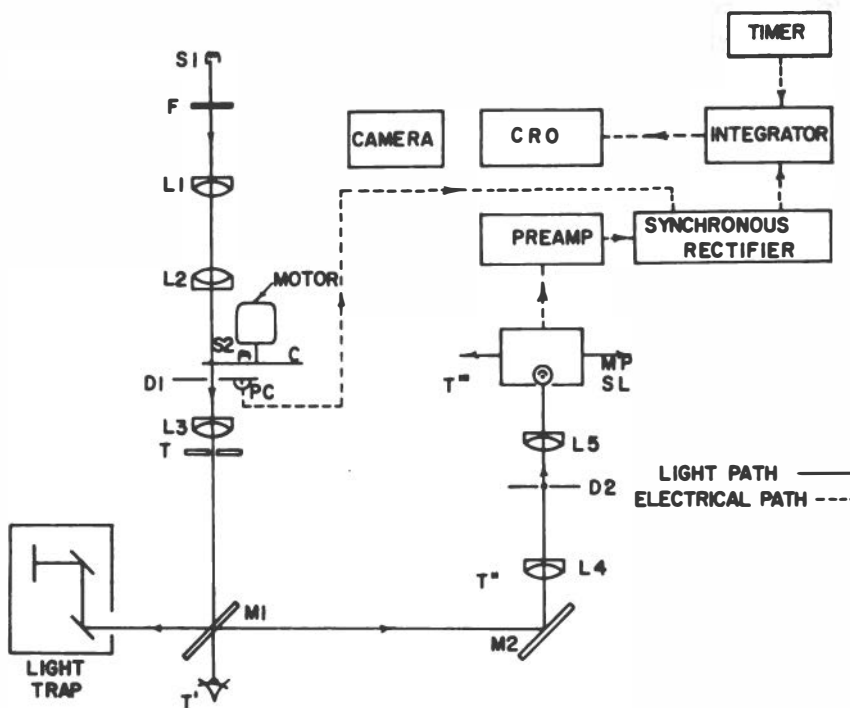 S1
F
L1
L2
MOTOR
S2
C
D1
PC
L3
T
M1
LIGHT
TRAP
T'
M2
T"
L4
D2
L5
T"'
MP
SL
PREAMP
SYNCHRONOUS
RECTIFIER
CAMERA
CRO
INTEGRATOR
TIMER
LIGHT PATH
ELECTRICAL PATH